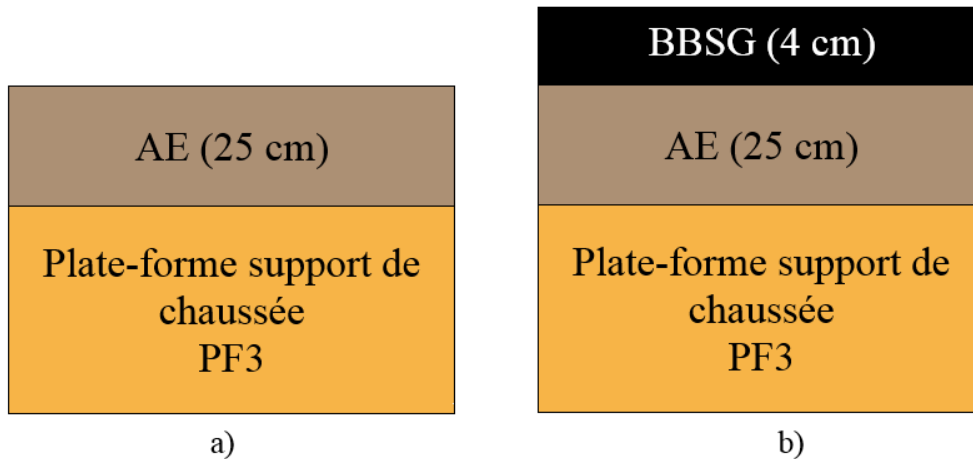 AE (25 cm)
Plate-forme support de
chaussée
PF3
a)
BBSG (4 cm)
AE (25 cm)
Plate-forme support de
chaussée
PF3
b)